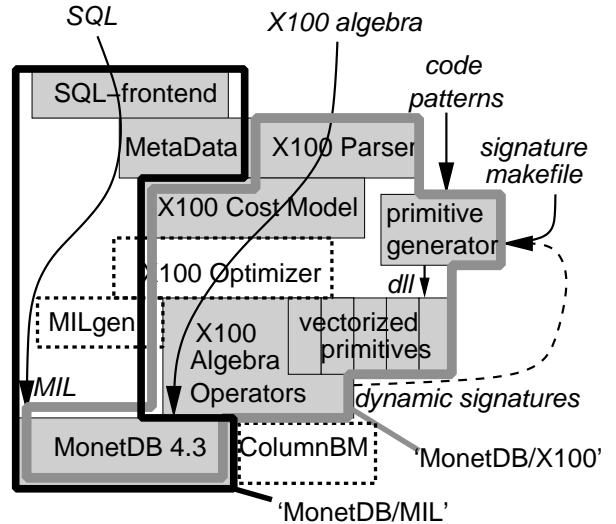 SQL
X100 algebra
code
patterns
SQL–frontend
MetaData
X100 Parser
signature
makefile
X100 Cost Model
primitive
generator
X100 Optimizer
dll
MILgen
X100
Algebra
Operators
vectorized
primitives
MIL
dynamic signatures
MonetDB 4.3
ColumnBM
'MonetDB/X100'
'MonetDB/MIL'